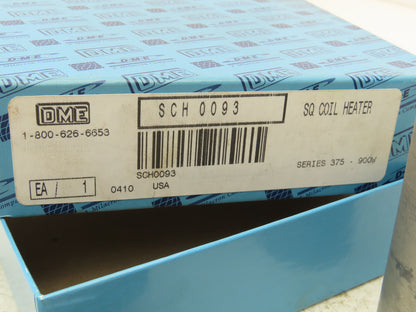 DME
SCH 0093
SQ COIL HEATER
1-800-626-6653
SCH0093
SERIES 375 - 900W
EA / 1
0410 USA